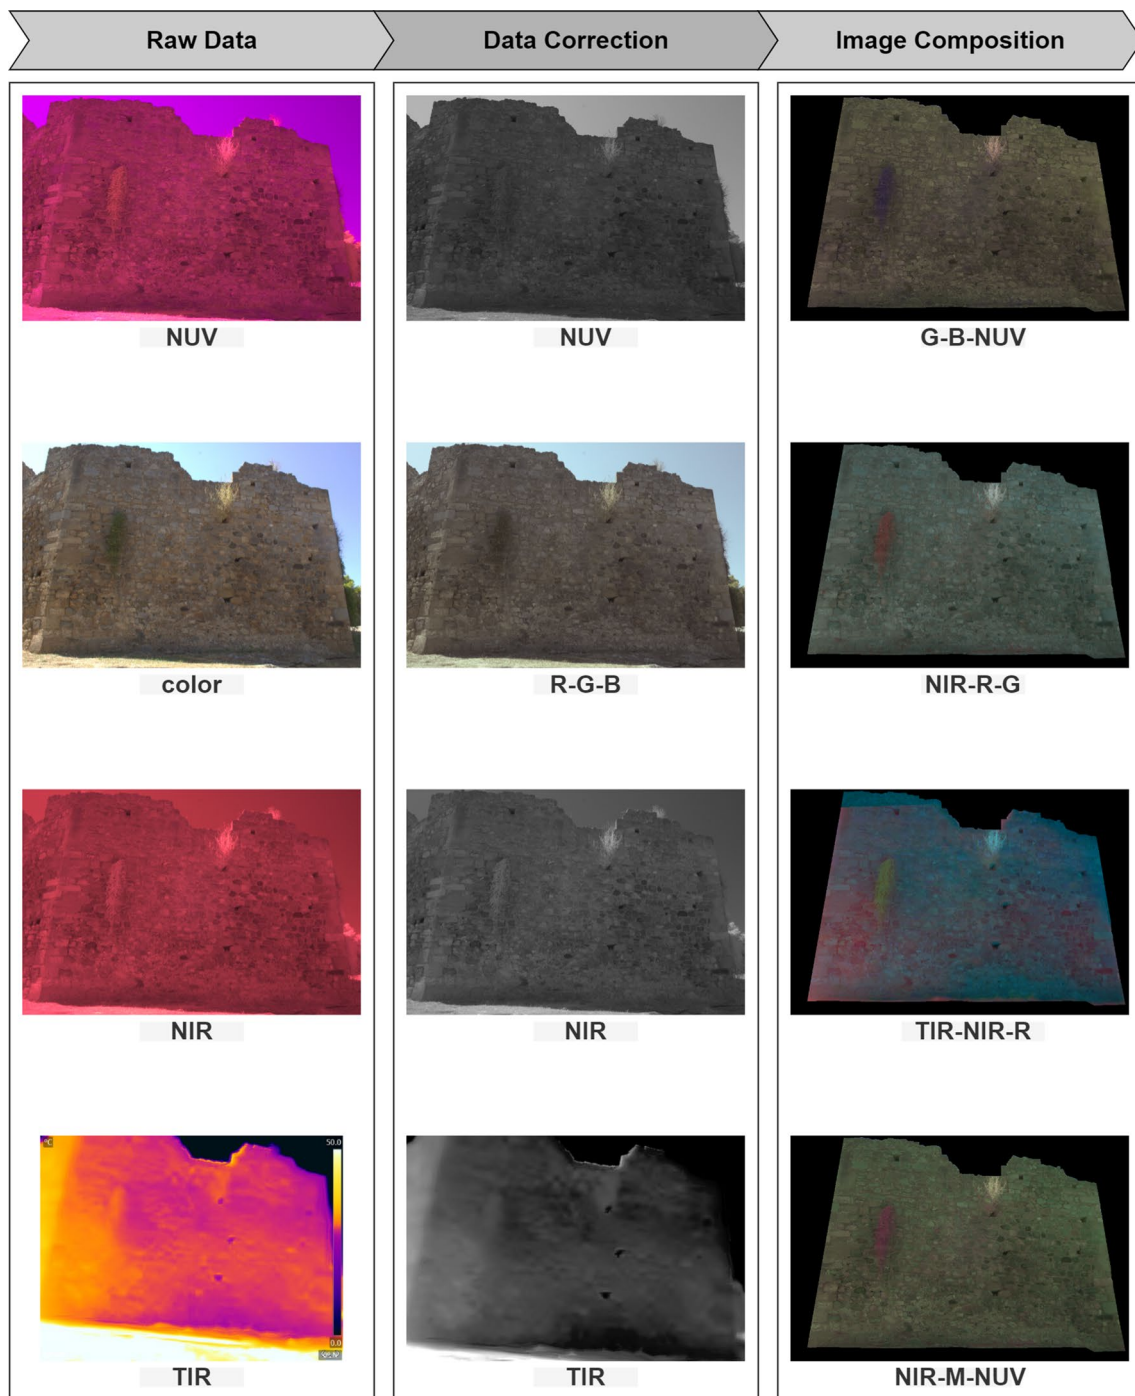 Raw Data Data Correction Image Composition
NUV NUV G-B-NUV
color R-G-B NIR-R-G
NIR NIR TIR-NIR-R
°C 50.0
0.0
TIR TIR NIR-M-NUV